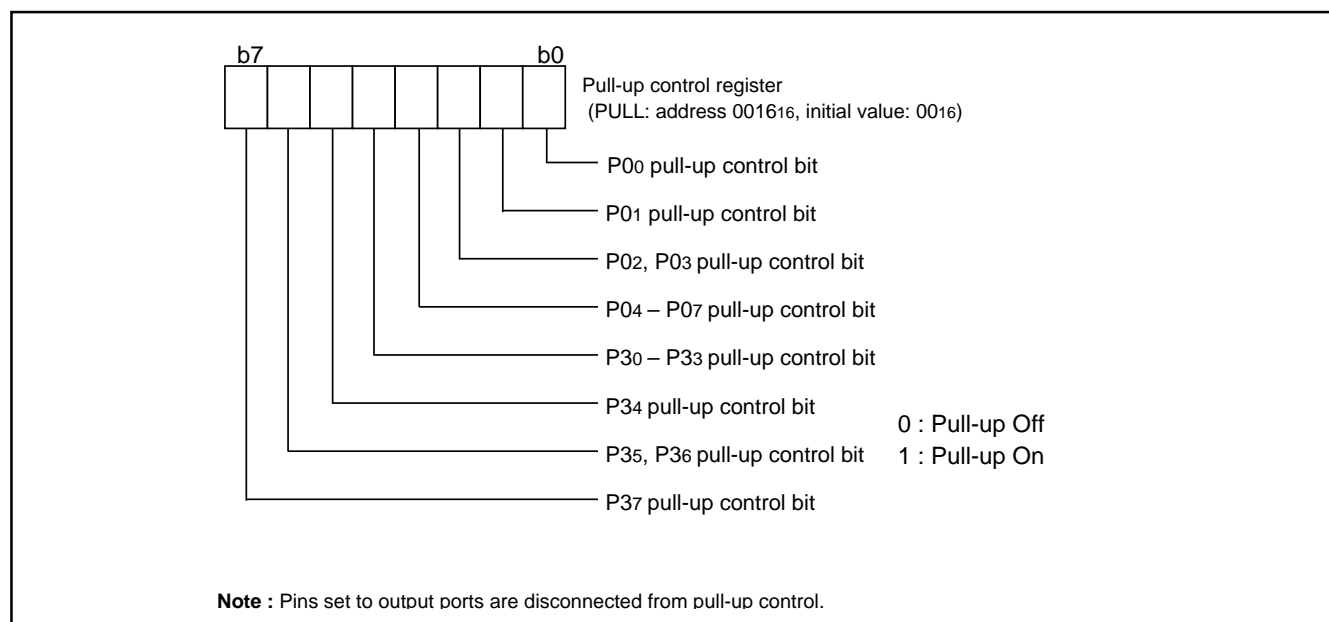 b7 b0
Pull-up control register
(PULL: address 001616, initial value: 0016)
P00 pull-up control bit
P01 pull-up control bit
P02, P03 pull-up control bit
P04 – P07 pull-up control bit
P30 – P33 pull-up control bit
P34 pull-up control bit
0 : Pull-up Off
P35, P36 pull-up control bit 1 : Pull-up On
P37 pull-up control bit
Note : Pins set to output ports are disconnected from pull-up control.